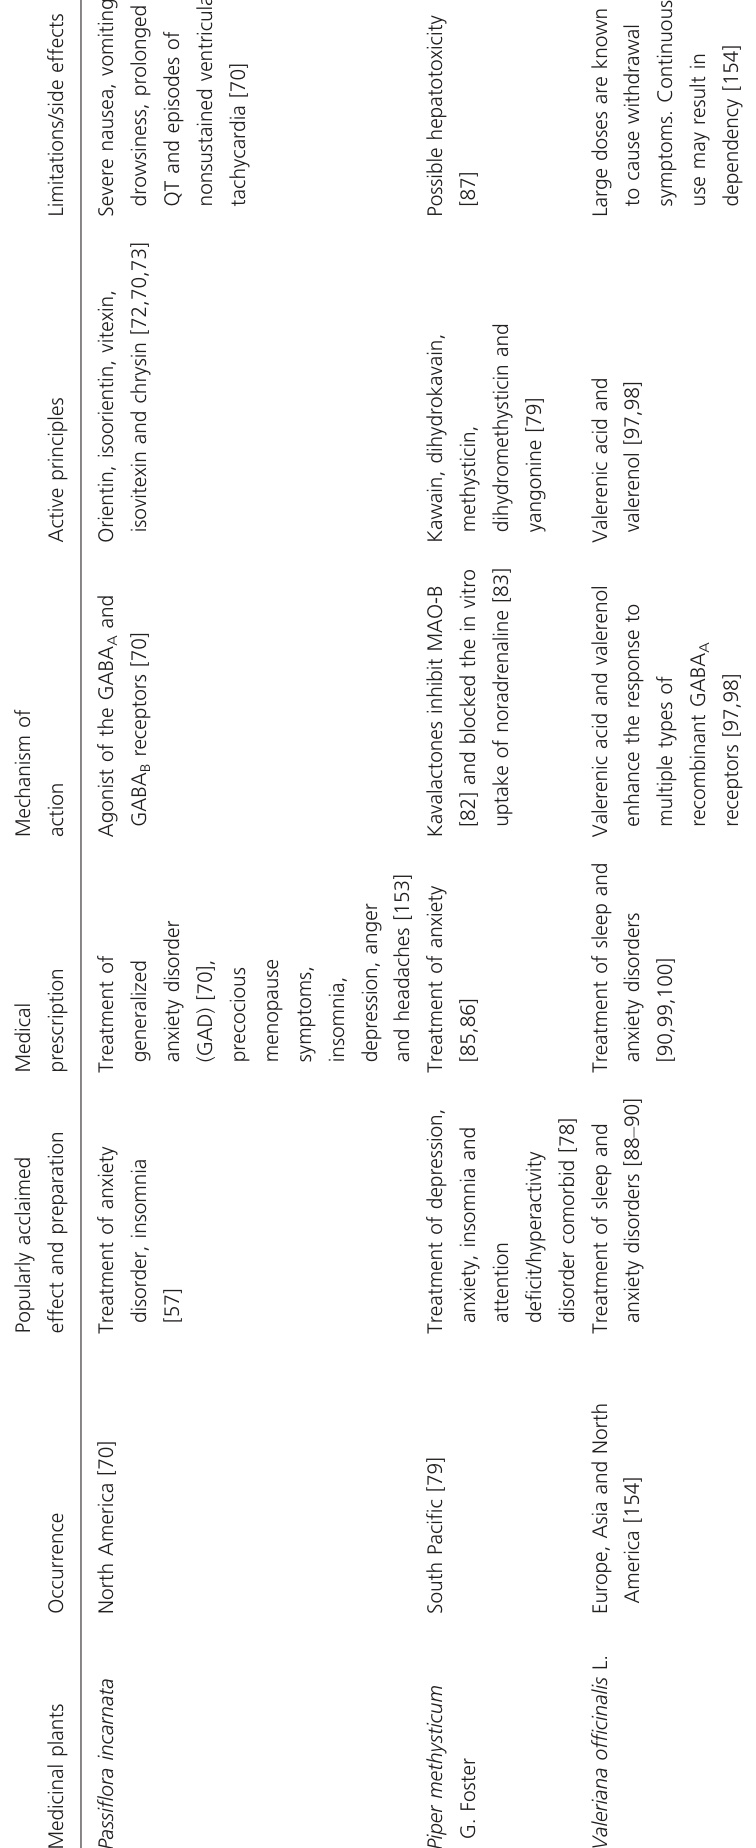 Medicinal plants
Occurrence
Popularly acclaimed
effect and preparation
Medical
prescription
Mechanism of
action
Active principles
Limitations/side effects
Passiflora incarnata
North America [70]
Treatment of anxiety
disorder, insomnia
[57]
Treatment of
generalized
anxiety disorder
(GAD) [70],
precocious
menopause
symptoms,
insomnia,
depression, anger
and headaches [153]
Agonist of the GABAA and
GABAB receptors [70]
Orientin, isoorientin, vitexin,
isovitexin and chrysin [72,70,73]
Severe nausea, vomiting
drowsiness, prolonged
QT and episodes of
nonsustained ventricula
tachycardia [70]
Piper methysticum
G. Foster
South Pacific [79]
Treatment of depression,
anxiety, insomnia and
attention
deficit/hyperactivity
disorder comorbid [78]
Treatment of anxiety
[85,86]
Kavalactones inhibit MAO-B
[82] and blocked the in vitro
uptake of noradrenaline [83]
Kawain, dihydrokavain,
methysticin,
dihydromethysticin and
yangonine [79]
Possible hepatotoxicity
[87]
Valeriana officinalis L.
Europe, Asia and North
America [154]
Treatment of sleep and
anxiety disorders [88–90]
Treatment of sleep and
anxiety disorders
[90,99,100]
Valerenic acid and valerenol
enhance the response to
multiple types of
recombinant GABAA
receptors [97,98]
Valerenic acid and
valerenol [97,98]
Large doses are known
to cause withdrawal
symptoms. Continuous
use may result in
dependency [154]